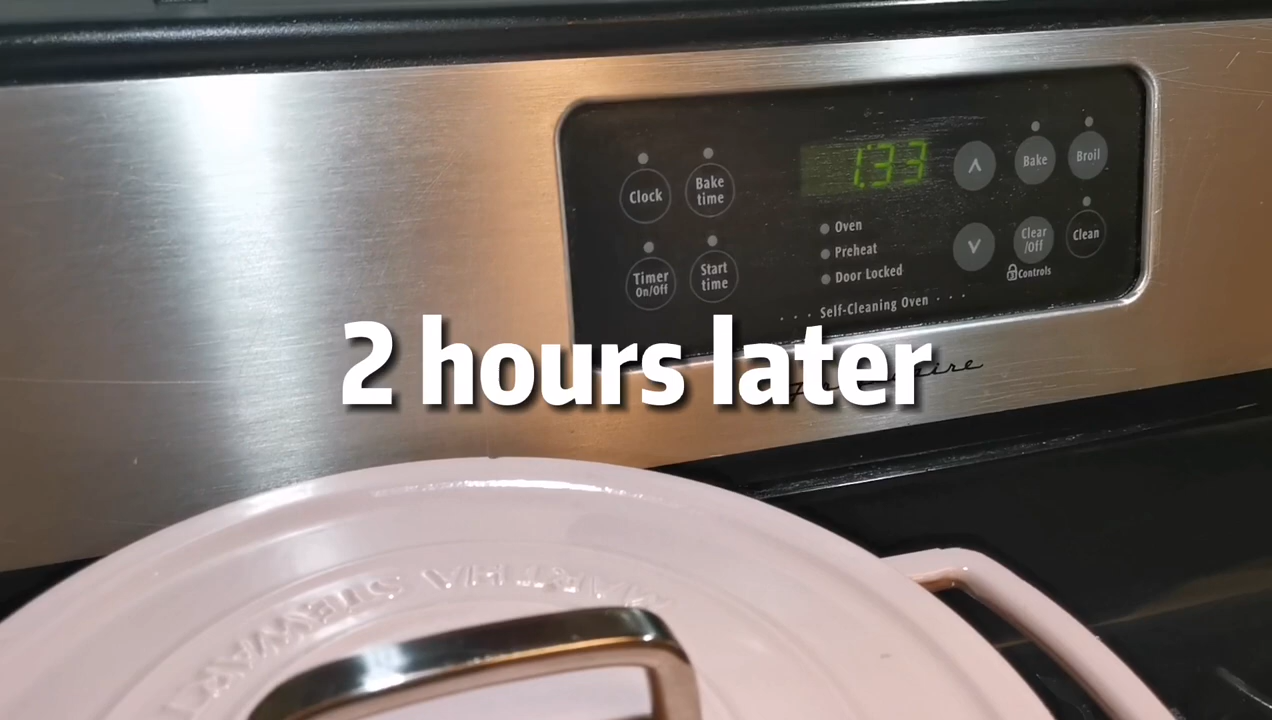 Clock
Bake
time
1:33
Bake
Broil
Timer
On/Off
Start
time
Oven
Preheat
Door Locked
Clear
/Off
Clean
Controls
. . . Self-Cleaning Oven . . .
2 hours later
Frigidaire
MARTHA STEWART